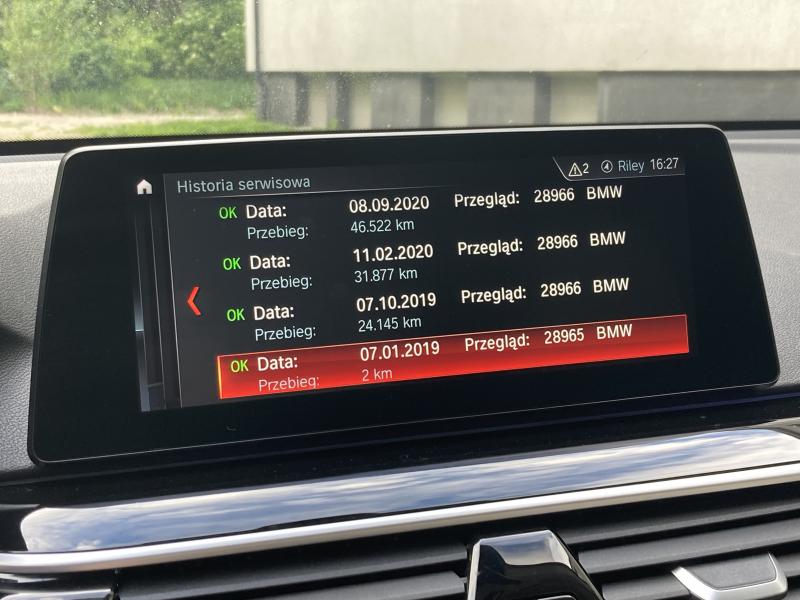 Historia serwisowa 2 Riley 16:27
OK Data: 08.09.2020 Przegląd: 28966 BMW
Przebieg: 46.522 km
OK Data: 11.02.2020 Przegląd: 28966 BMW
Przebieg: 31.877 km
OK Data: 07.10.2019 Przegląd: 28966 BMW
Przebieg: 24.145 km
OK Data: 07.01.2019 Przegląd: 28965 BMW
Przebieg: 2 km